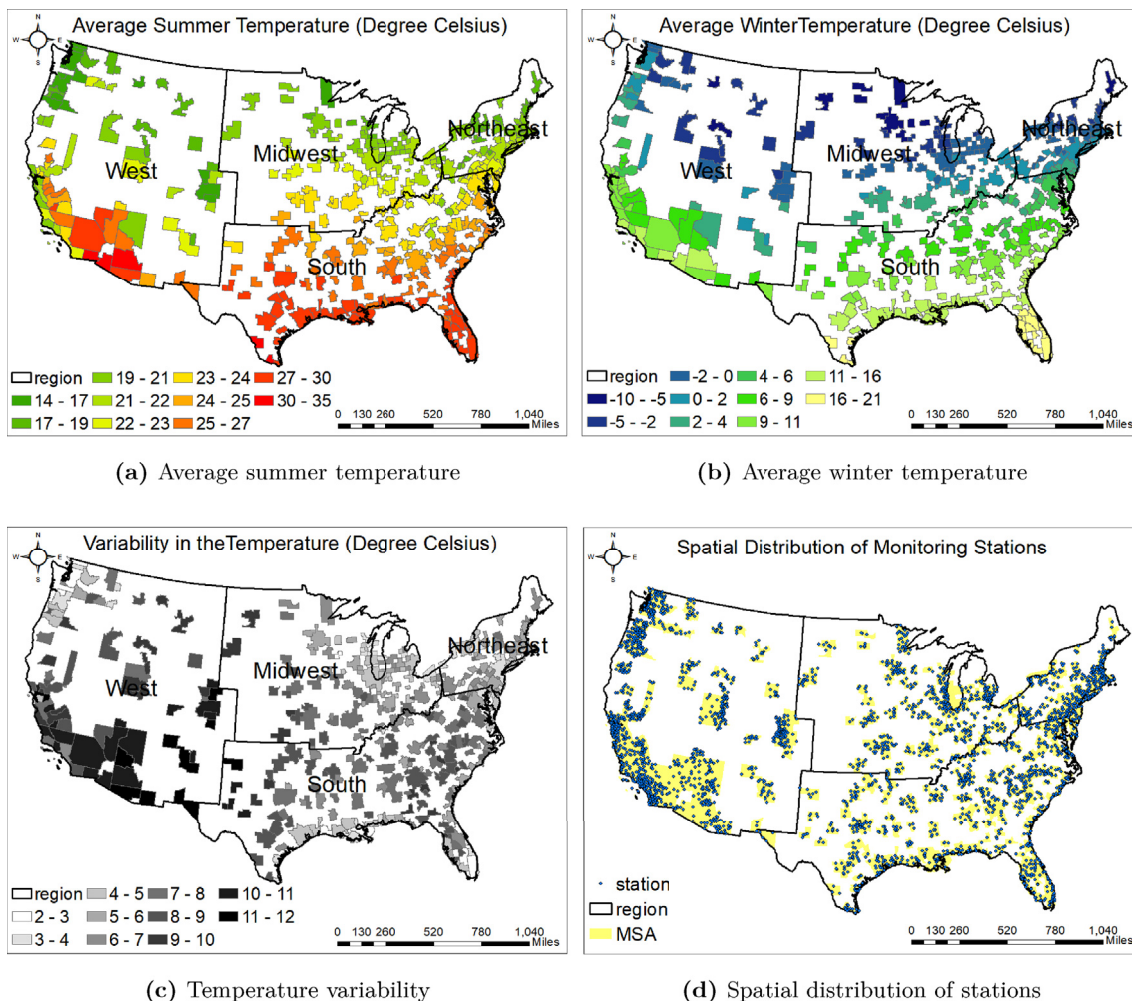 Average Summer Temperature (Degree Celsius)
N
W E
S
Northeast
Midwest
West
South
region 19 - 21 23 - 24 27 - 30
14 - 17 21 - 22 24 - 25 30 - 35
17 - 19 22 - 23 25 - 27
0 130 260 520 780 1,040
Miles
(a) Average summer temperature
Average WinterTemperature (Degree Celsius)
N
W E
S
Northeast
Midwest
West
South
region -2 - 0 4 - 6 11 - 16
-10 - -5 0 - 2 6 - 9 16 - 21
-5 - -2 2 - 4 9 - 11
0 130 260 520 780 1,040
Miles
(b) Average winter temperature
Variability in theTemperature (Degree Celsius)
N
W E
S
Northeast
Midwest
West
South
region 4 - 5 7 - 8 10 - 11
2 - 3 5 - 6 8 - 9 11 - 12
3 - 4 6 - 7 9 - 10
0 130 260 520 780 1,040
Miles
(c) Temperature variability
Spatial Distribution of Monitoring Stations
N
W E
S
station
region
MSA
0 130 260 520 780 1,040
Miles
(d) Spatial distribution of stations